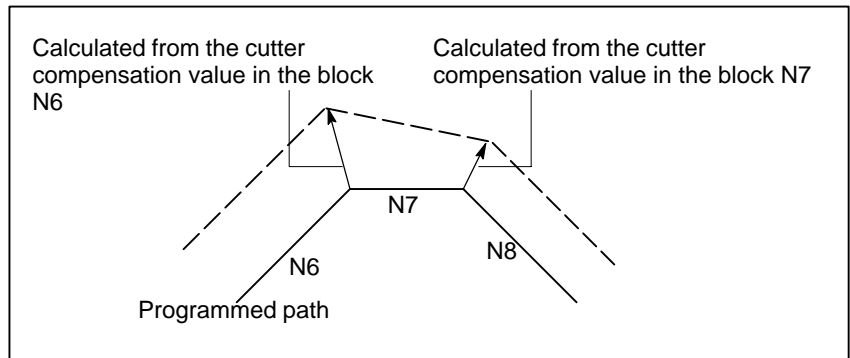 Calculated from the cutter
compensation value in the block
N6
Calculated from the cutter
compensation value in the block N7
N7
N6
N8
Programmed path